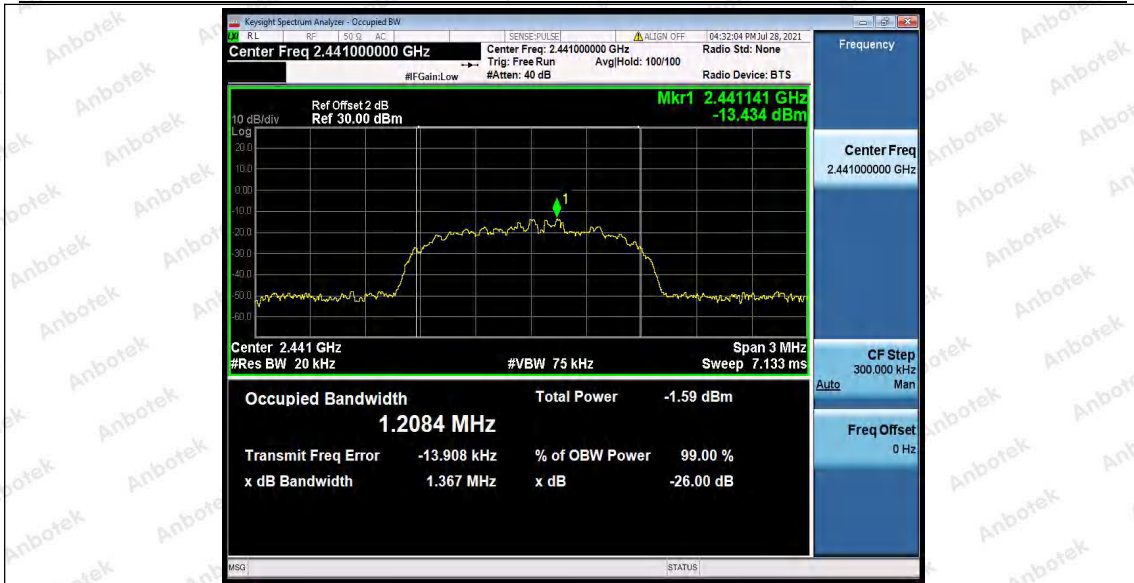 Keysight Spectrum Analyzer - Occupied BW
RL RF 50 Ω AC SENSE:PULSE ALIGN OFF 04:32:04 PM Jul 28, 2021
Center Freq 2.441000000 GHz
Center Freq: 2.441000000 GHz
Radio Std: None
Trig: Free Run Avg|Hold: 100/100
#IFGain:Low
#Atten: 40 dB
Radio Device: BTS
Frequency
Ref Offset 2 dB
Mkr1 2.441141 GHz
10 dB/div
Ref 30.00 dBm
-13.434 dBm
Log
20.0
10.0
0.00
-10.0
-20.0
-30.0
-40.0
-50.0
-60.0
1
Center Freq
2.441000000 GHz
Center 2.441 GHz
Span 3 MHz
#Res BW 20 kHz
#VBW 75 kHz
Sweep 7.133 ms
CF Step
300.000 kHz
Auto Man
Occupied Bandwidth
Total Power -1.59 dBm
1.2084 MHz
Freq Offset
0 Hz
Transmit Freq Error -13.908 kHz % of OBW Power 99.00 %
x dB Bandwidth 1.367 MHz x dB -26.00 dB
MSG
STATUS
Anbotek